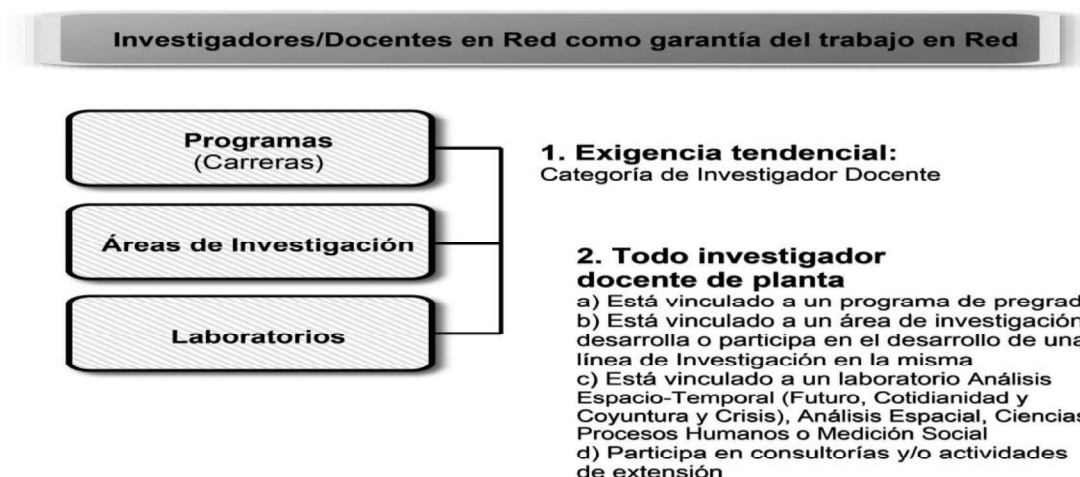 Investigadores/Docentes en Red como garantía del trabajo en Red
Programas
(Carreras)
Áreas de Investigación
Laboratorios
1. Exigencia tendencial:
Categoría de Investigador Docente
2. Todo investigador
docente de planta
a) Está vinculado a un programa de pregrad
b) Está vinculado a un área de investigación
desarrolla o participa en el desarrollo de una
línea de Investigación en la misma
c) Está vinculado a un laboratorio Análisis
Espacio-Temporal (Futuro, Cotidianidad y
Coyuntura y Crisis), Análisis Espacial, Ciencias
Procesos Humanos o Medición Social
d) Participa en consultorías y/o actividades
de extensión